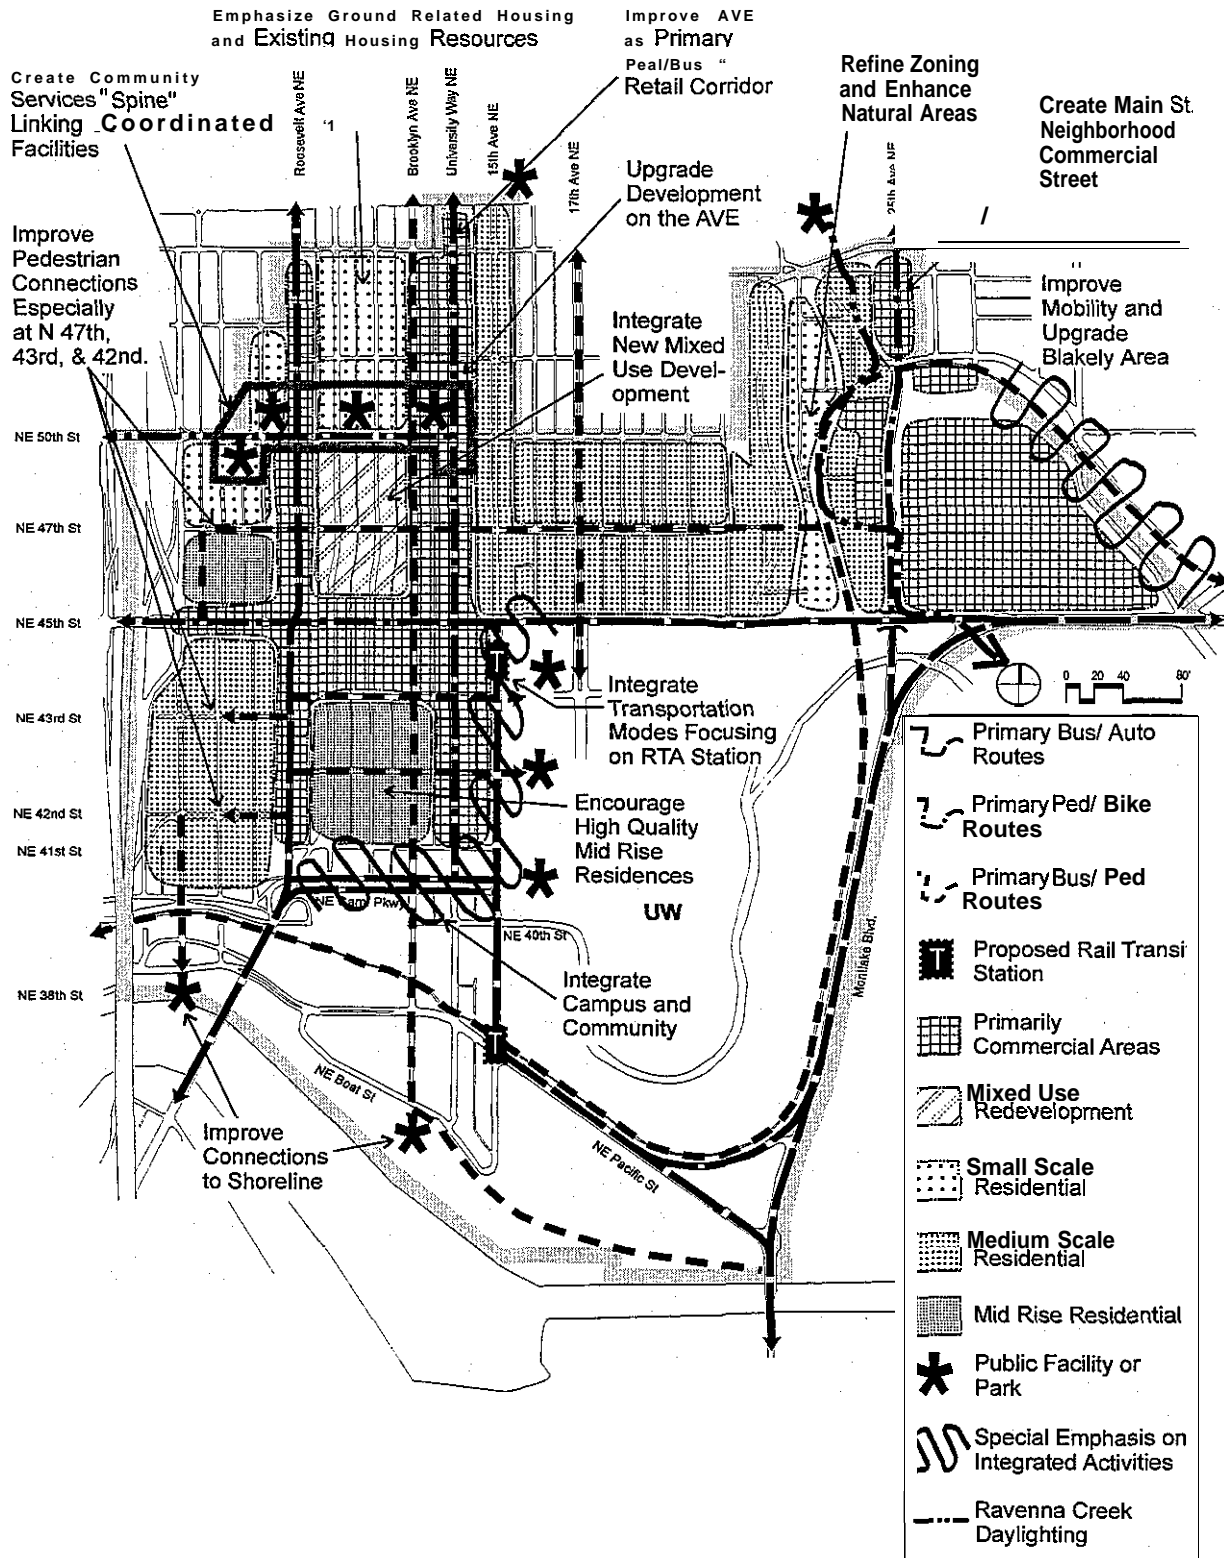 Emphasize Ground Related Housing
and Existing Housing Resources
Improve AVE
as Primary
Peal/Bus "
Retail Corridor
Create Community
Services "Spine"
Linking Coordinated
Facilities
'1
Refine Zoning
and Enhance
Natural Areas
Create Main St.
Neighborhood
Commercial
Street
/
Roosevelt Ave NE
Brooklyn Ave NE
University Way NE
15th Ave NE
17th Ave NE
25th Ave NE
Upgrade
Development
on the AVE
Improve
Pedestrian
Connections
Especially
at N 47th,
43rd, & 42nd.
Integrate
New Mixed
Use Devel-
opment
Improve
Mobility and
Upgrade
Blakely Area
NE 50th St
NE 47th St
NE 45th St
NE 43rd St
NE 42nd St
NE 41st St
NE 38th St
Integrate
Transportation
Modes Focusing
on RTA Station
Encourage
High Quality
Mid Rise
Residences
UW
NE Cam Pkwy
NE 40th St
Integrate
Campus and
Community
Montlake Blvd.
NE Boat St
NE Pacific St
Improve
Connections
to Shoreline
T
T
0 20 40 80'
Primary Bus/ Auto
Routes
Primary Ped/ Bike
Routes
Primary Bus/ Ped
Routes
T
Proposed Rail Transi
Station
Primarily
Commercial Areas
Mixed Use
Redevelopment
Small Scale
Residential
Medium Scale
Residential
Mid Rise Residential
Public Facility or
Park
Special Emphasis on
Integrated Activities
Ravenna Creek
Daylighting